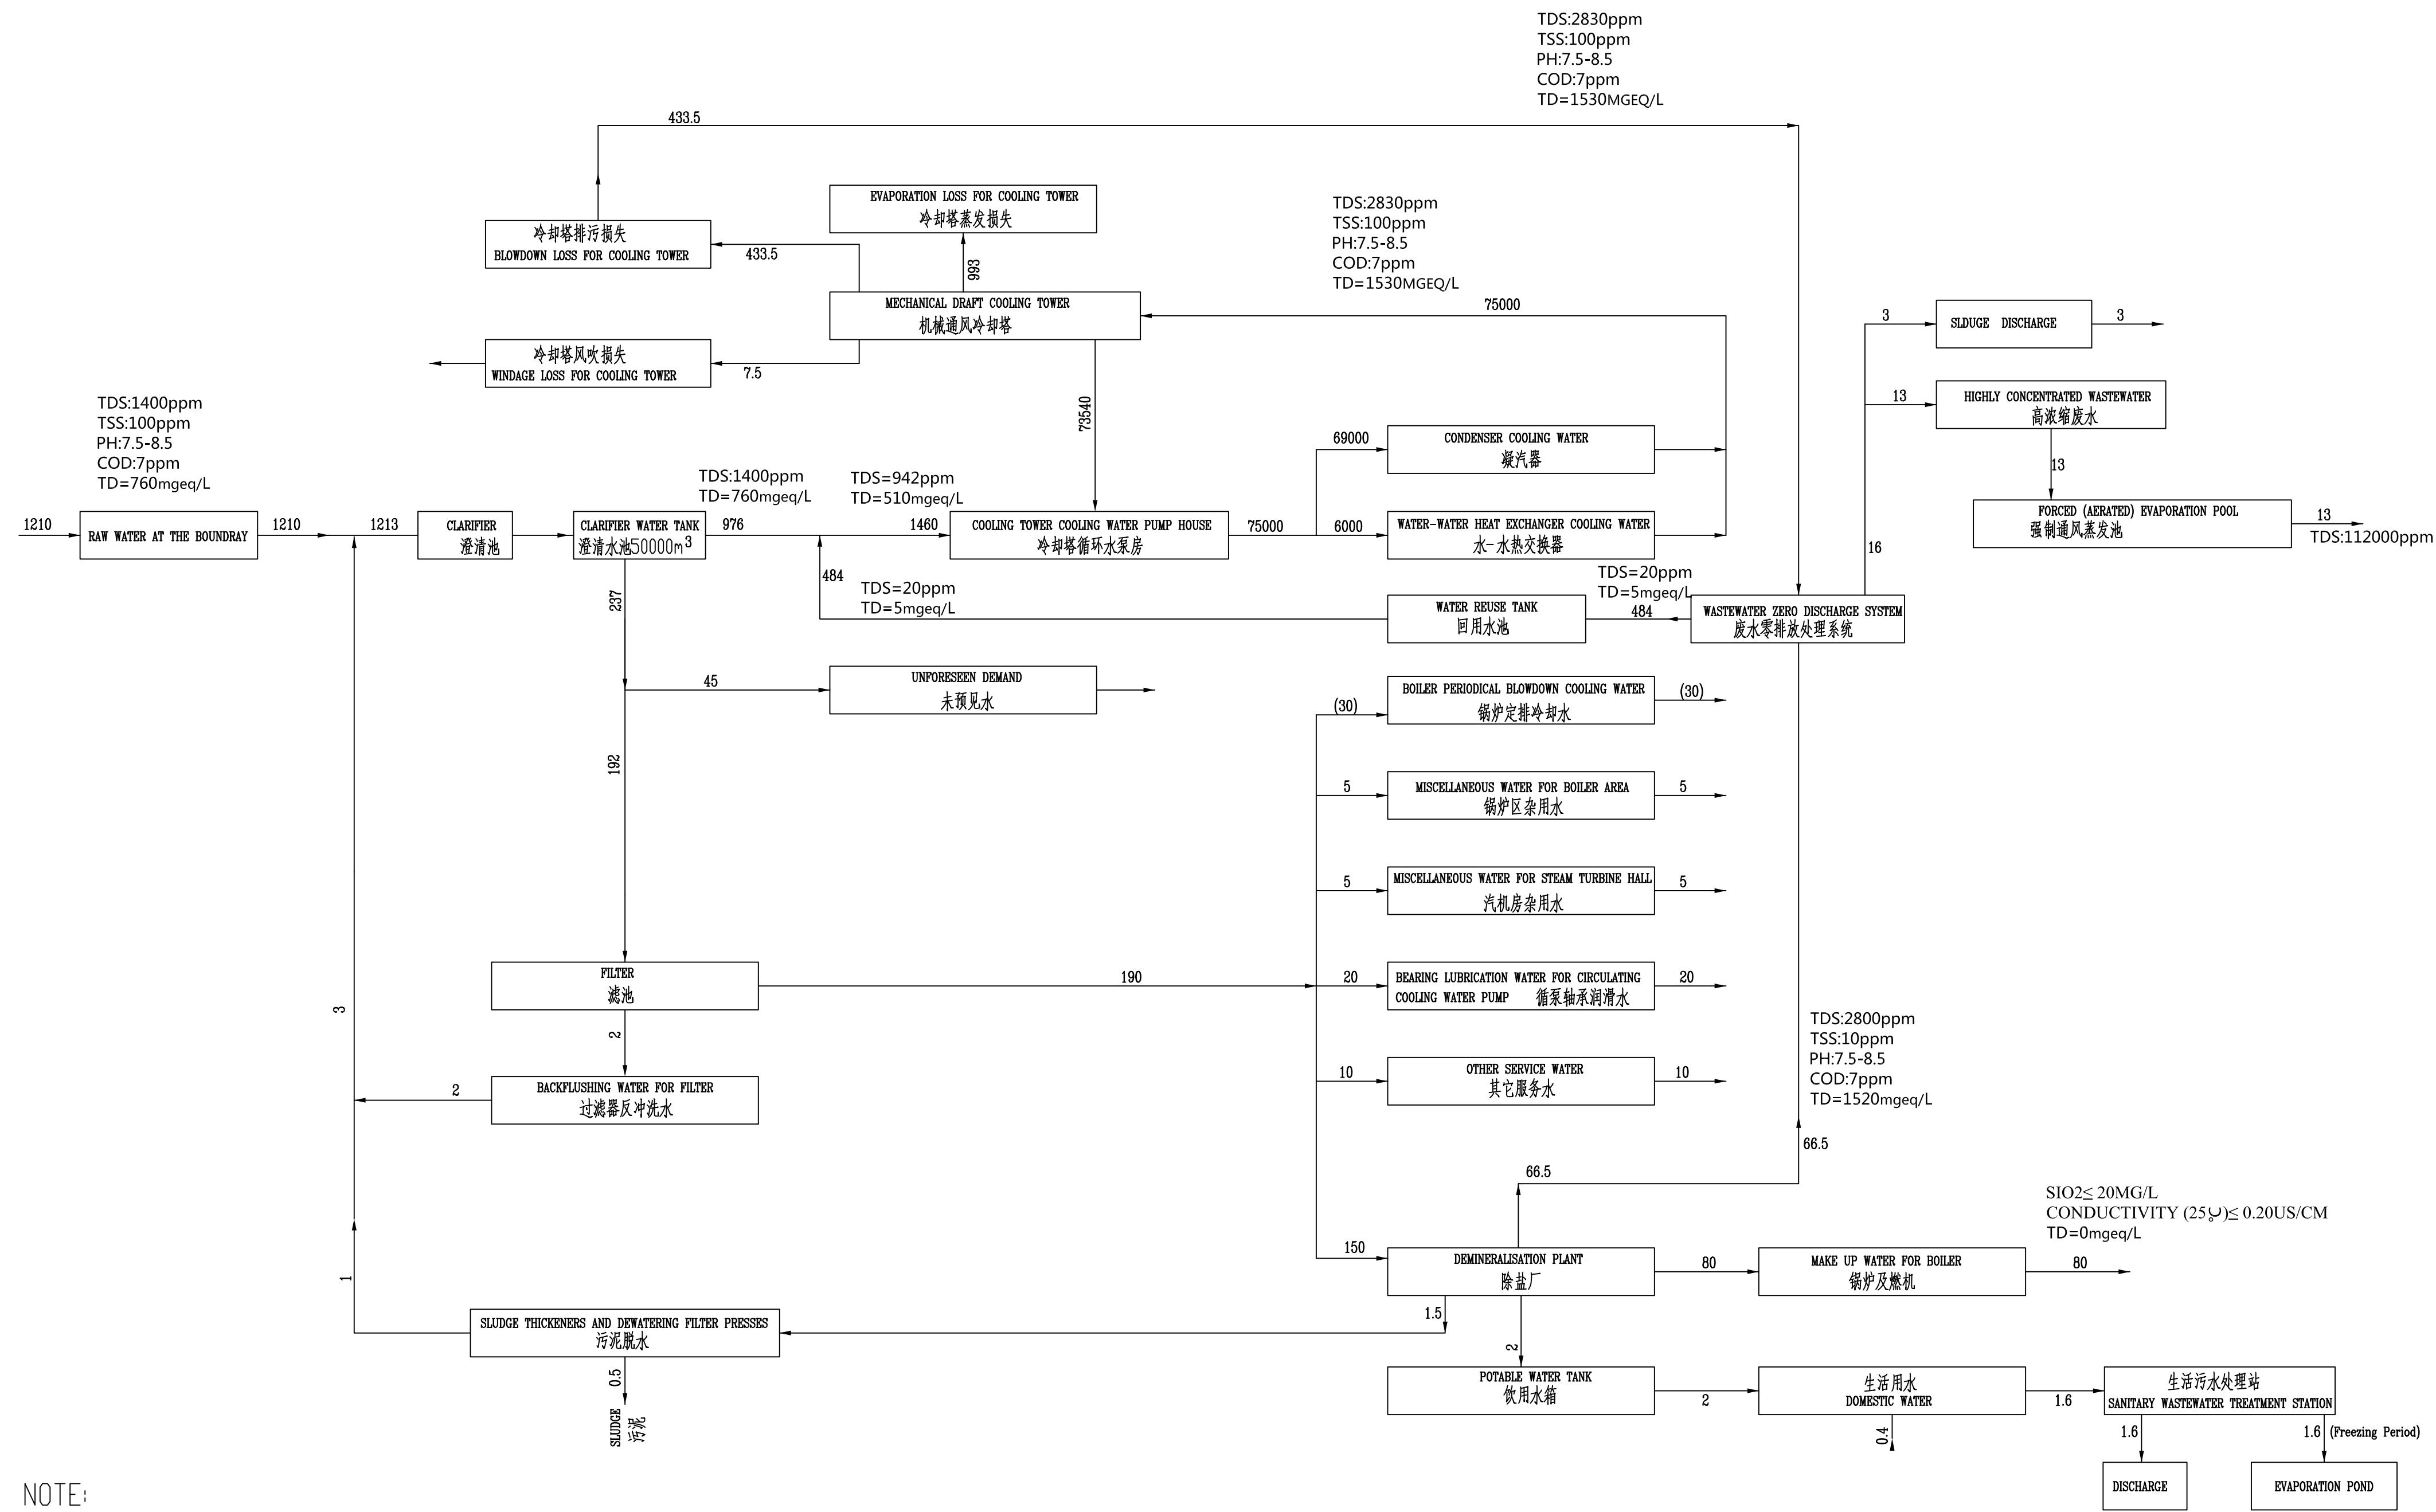 TDS:2830ppm
TSS:100ppm
PH:7.5-8.5
COD:7ppm
TD=1530MGEQ/L
433.5
EVAPORATION LOSS FOR COOLING TOWER
冷却塔蒸发损失
冷却塔排污损失
BLOWDOWN LOSS FOR COOLING TOWER
433.5
993
TDS:2830ppm
TSS:100ppm
PH:7.5-8.5
COD:7ppm
TD=1530MGEQ/L
MECHANICAL DRAFT COOLING TOWER
机械通风冷却塔
75000
冷却塔风吹损失
WINDAGE LOSS FOR COOLING TOWER
7.5
73540
3
SLDUGE DISCHARGE
3
13
HIGHLY CONCENTRATED WASTEWATER
高浓缩废水
13
FORCED (AERATED) EVAPORATION POOL
强制通风蒸发池
13
TDS:112000ppm
16
TDS:1400ppm
TSS:100ppm
PH:7.5-8.5
COD:7ppm
TD=760mgeq/L
1210
RAW WATER AT THE BOUNDRAY
1210
1213
CLARIFIER
澄清池
CLARIFIER WATER TANK
澄清水池50000m³
TDS:1400ppm
TD=760mgeq/L
976
TDS=942ppm
TD=510mgeq/L
1460
COOLING TOWER COOLING WATER PUMP HOUSE
冷却塔循环水泵房
75000
69000
CONDENSER COOLING WATER
凝汽器
6000
WATER-WATER HEAT EXCHANGER COOLING WATER
水-水热交换器
484
TDS=20ppm
TD=5mgeq/L
WATER REUSE TANK
回用水池
TDS=20ppm
TD=5mgeq/L
484
WASTEWATER ZERO DISCHARGE SYSTEM
废水零排放处理系统
237
45
UNFORESEEN DEMAND
未预见水
192
(30)
BOILER PERIODICAL BLOWDOWN COOLING WATER
锅炉定排冷却水
(30)
5
MISCELLANEOUS WATER FOR BOILER AREA
锅炉区杂用水
5
5
MISCELLANEOUS WATER FOR STEAM TURBINE HALL
汽机房杂用水
5
FILTER
滤池
190
20
BEARING LUBRICATION WATER FOR CIRCULATING
COOLING WATER PUMP 循泵轴承润滑水
20
3
2
BACKFLUSHING WATER FOR FILTER
过滤器反冲洗水
2
10
OTHER SERVICE WATER
其它服务水
10
TDS:2800ppm
TSS:10ppm
PH:7.5-8.5
COD:7ppm
TD=1520mgeq/L
66.5
66.5
SIO2≤ 20MG/L
CONDUCTIVITY (25ب)≤ 0.20US/CM
TD=0mgeq/L
150
DEMINERALISATION PLANT
除盐厂
80
MAKE UP WATER FOR BOILER
锅炉及燃机
80
1
SLUDGE THICKENERS AND DEWATERING FILTER PRESSES
污泥脱水
1.5
2
0.5
SLUDGE
污泥
POTABLE WATER TANK
饮用水箱
2
生活用水
DOMESTIC WATER
0.4
1.6
生活污水处理站
SANITARY WASTEWATER TREATMENT STATION
1.6
1.6 (Freezing Period)
DISCHARGE
EVAPORATION POND
NOTE: